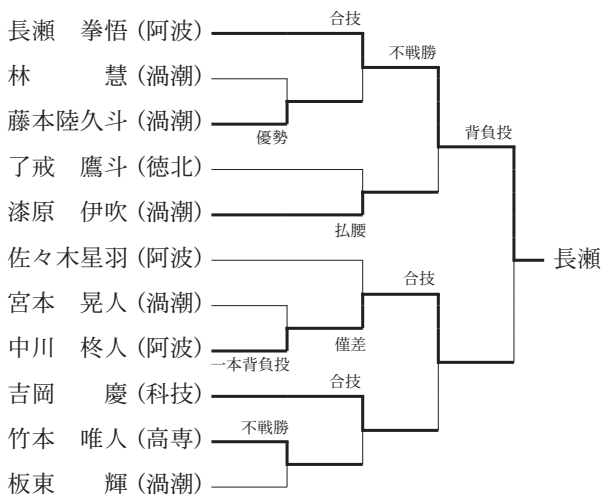 合技
長瀬 拳悟 (阿波)
不戦勝
林 慧 (渦潮)
藤本陸久斗 (渦潮)
優勢
背負投
了戒 鷹斗 (徳北)
漆原 伊吹 (渦潮)
払腰
佐々木星羽 (阿波)
長瀬
合技
宮本 晃人 (渦潮)
中川 柊人 (阿波)
僅差
一本背負投
合技
吉岡 慶 (科技)
不戦勝
竹本 唯人 (高専)
板東 輝 (渦潮)